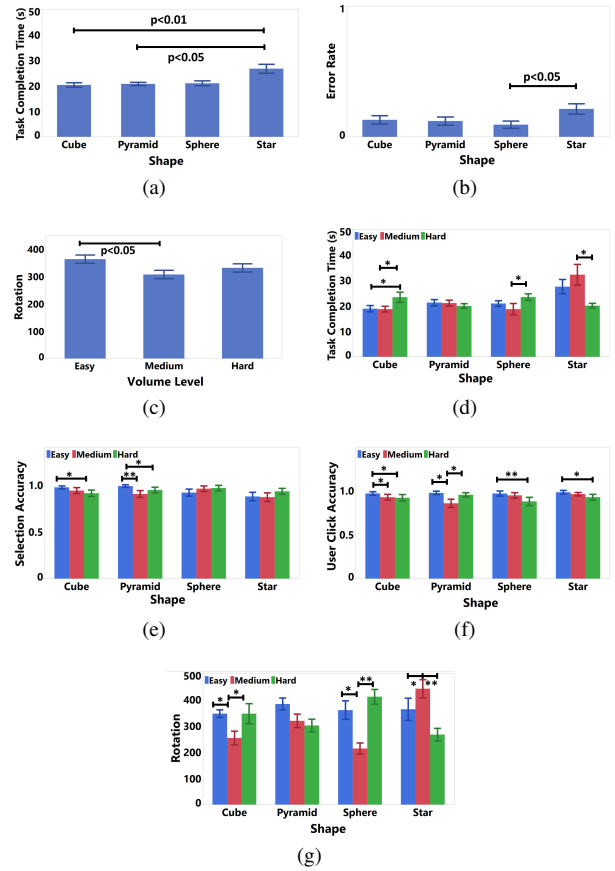 Task Completion Time (s)
50
40
30
20
10
0
p<0.01
p<0.05
Cube Pyramid Sphere Star
Shape
(a)
Error Rate
1
0
p<0.05
Cube Pyramid Sphere Star
Shape
(b)
Rotation
400
300
200
100
0
p<0.05
Easy Medium Hard
Volume Level
(c)
Task Completion Time (s)
50
40
30
20
10
0
Easy Medium Hard
* * * *
Cube Pyramid Sphere Star
Shape
(d)
Selection Accuracy
1.0
0.5
0
Easy Medium Hard
* ** *
Cube Pyramid Sphere Star
Shape
(e)
User Click Accuracy
1.0
0.5
0
Easy Medium Hard
* * * * ** *
Cube Pyramid Sphere Star
Shape
(f)
Rotation
500
400
300
200
100
0
Easy Medium Hard
* * * ** * **
Cube Pyramid Sphere Star
Shape
(g)